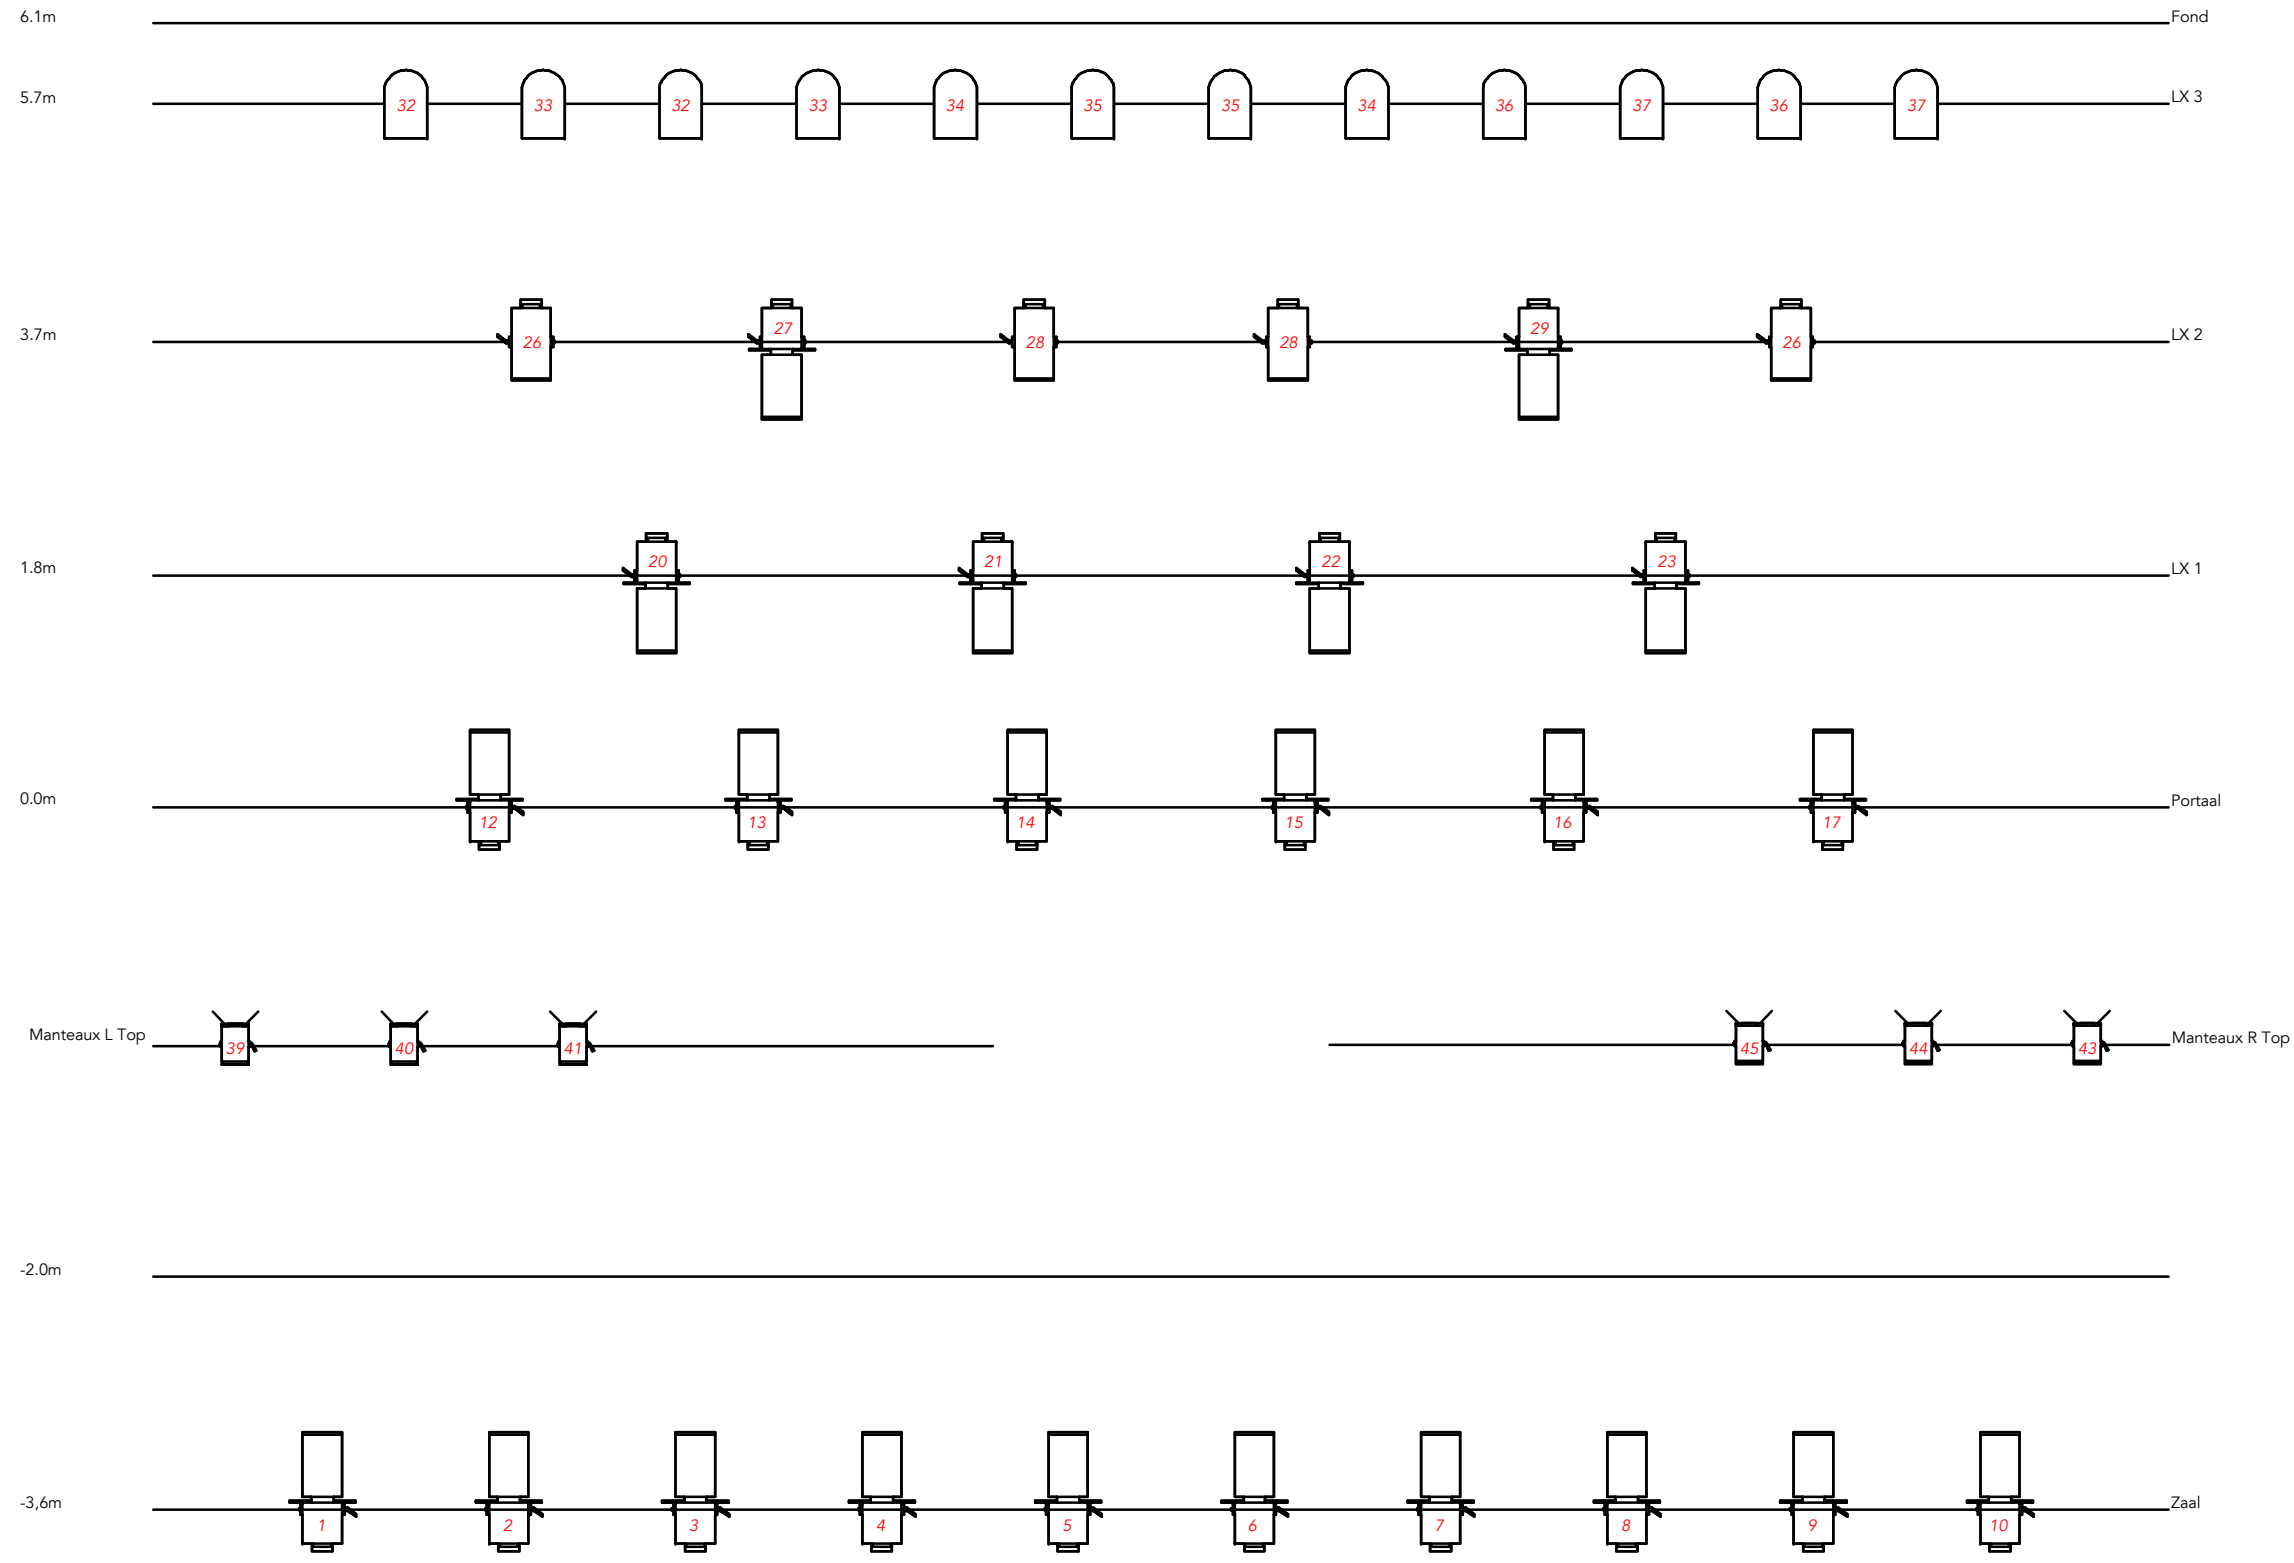 6.1m Fond
5.7m 32 33 32 33 34 35 35 34 36 37 36 37 LX 3
3.7m 26 27 28 28 29 26 LX 2
1.8m 20 21 22 23 LX 1
0.0m 12 13 14 15 16 17 Portaal
Manteaux L Top 39 40 41 45 44 43 Manteaux R Top
-2.0m
-3,6m 1 2 3 4 5 6 7 8 9 10 Zaal